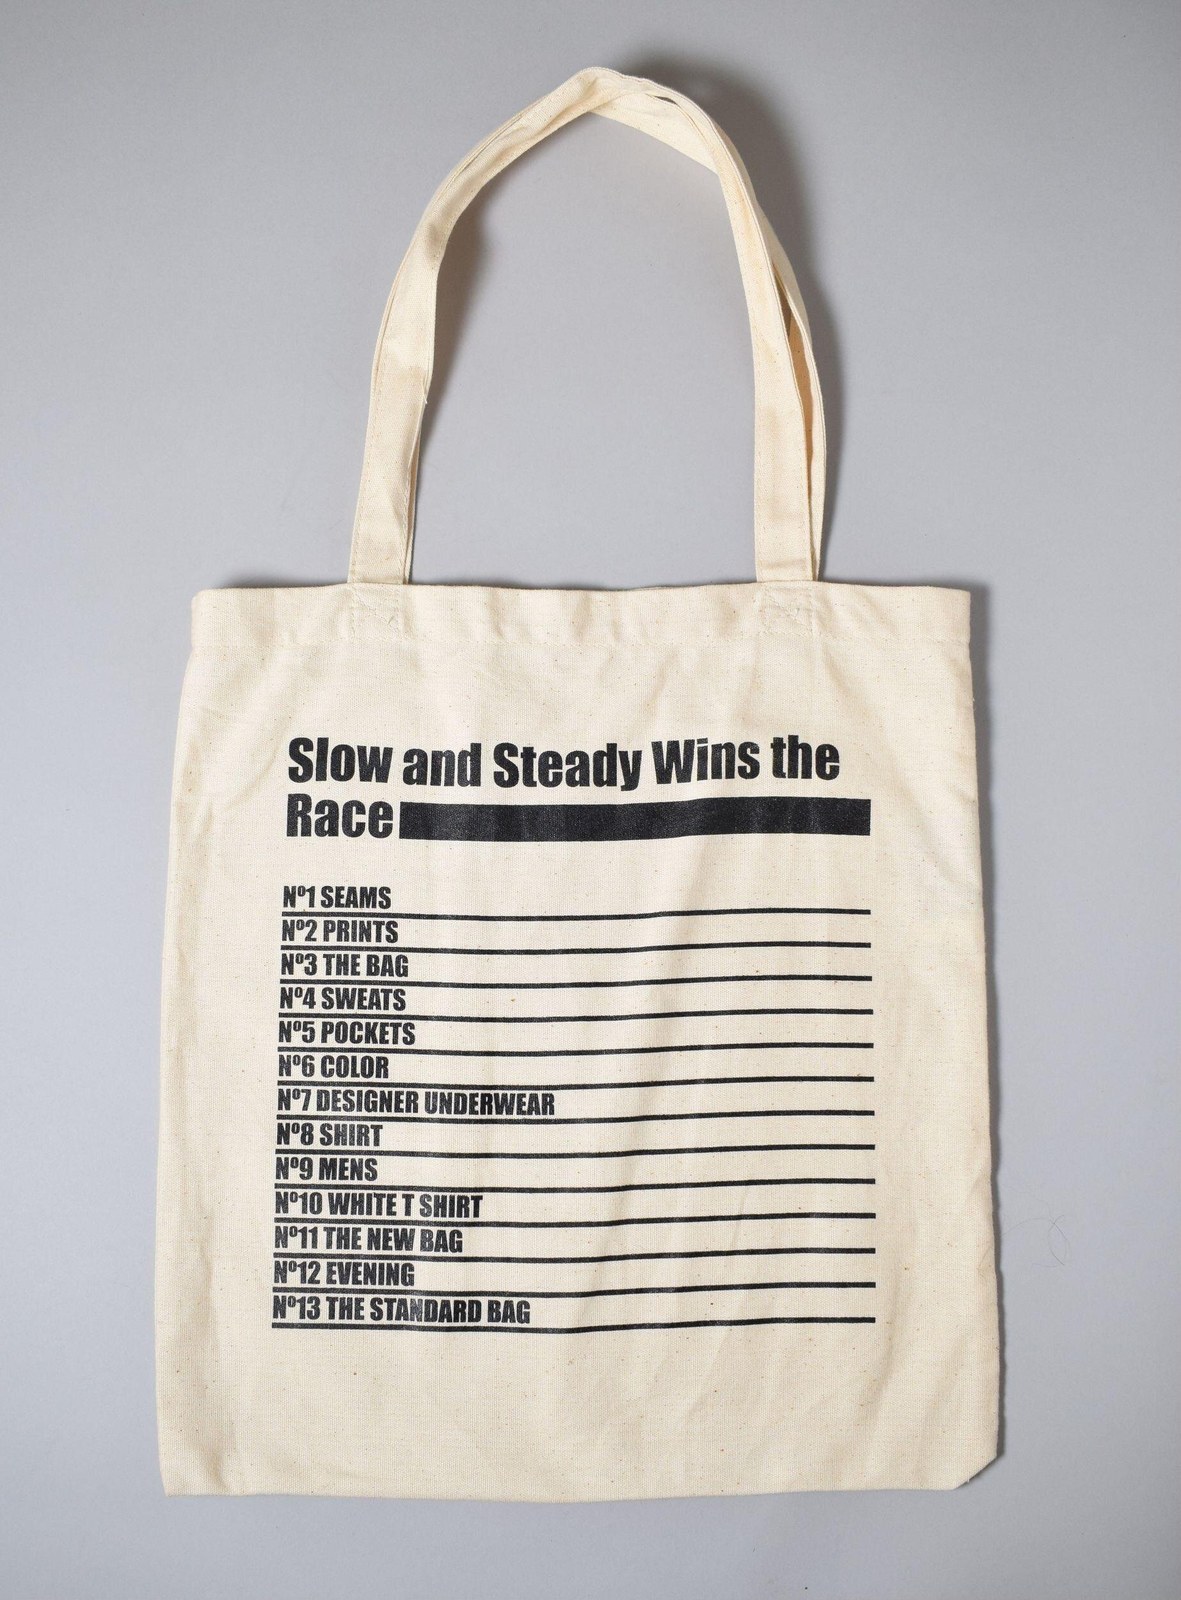 Slow and Steady Wins the
Race
Nº1 SEAMS
Nº2 PRINTS
Nº3 THE BAG
Nº4 SWEATS
Nº5 POCKETS
Nº6 COLOR
Nº7 DESIGNER UNDERWEAR
Nº8 SHIRT
Nº9 MENS
Nº10 WHITE T SHIRT
Nº11 THE NEW BAG
Nº12 EVENING
Nº13 THE STANDARD BAG